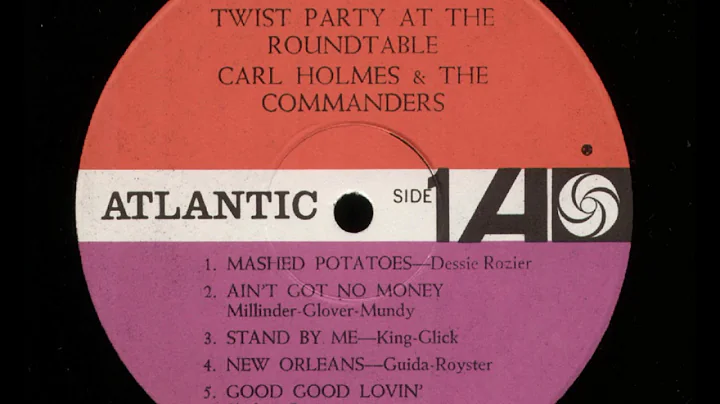 TWIST PARTY AT THE
ROUNDTABLE
CARL HOLMES & THE
COMMANDERS
ATLANTIC SIDE 1 A
1. MASHED POTATOES—Dessie Rozier
2. AIN'T GOT NO MONEY
Millinder-Glover-Mundy
3. STAND BY ME—King-Glick
4. NEW ORLEANS—Guida-Royster
5. GOOD GOOD LOVIN'